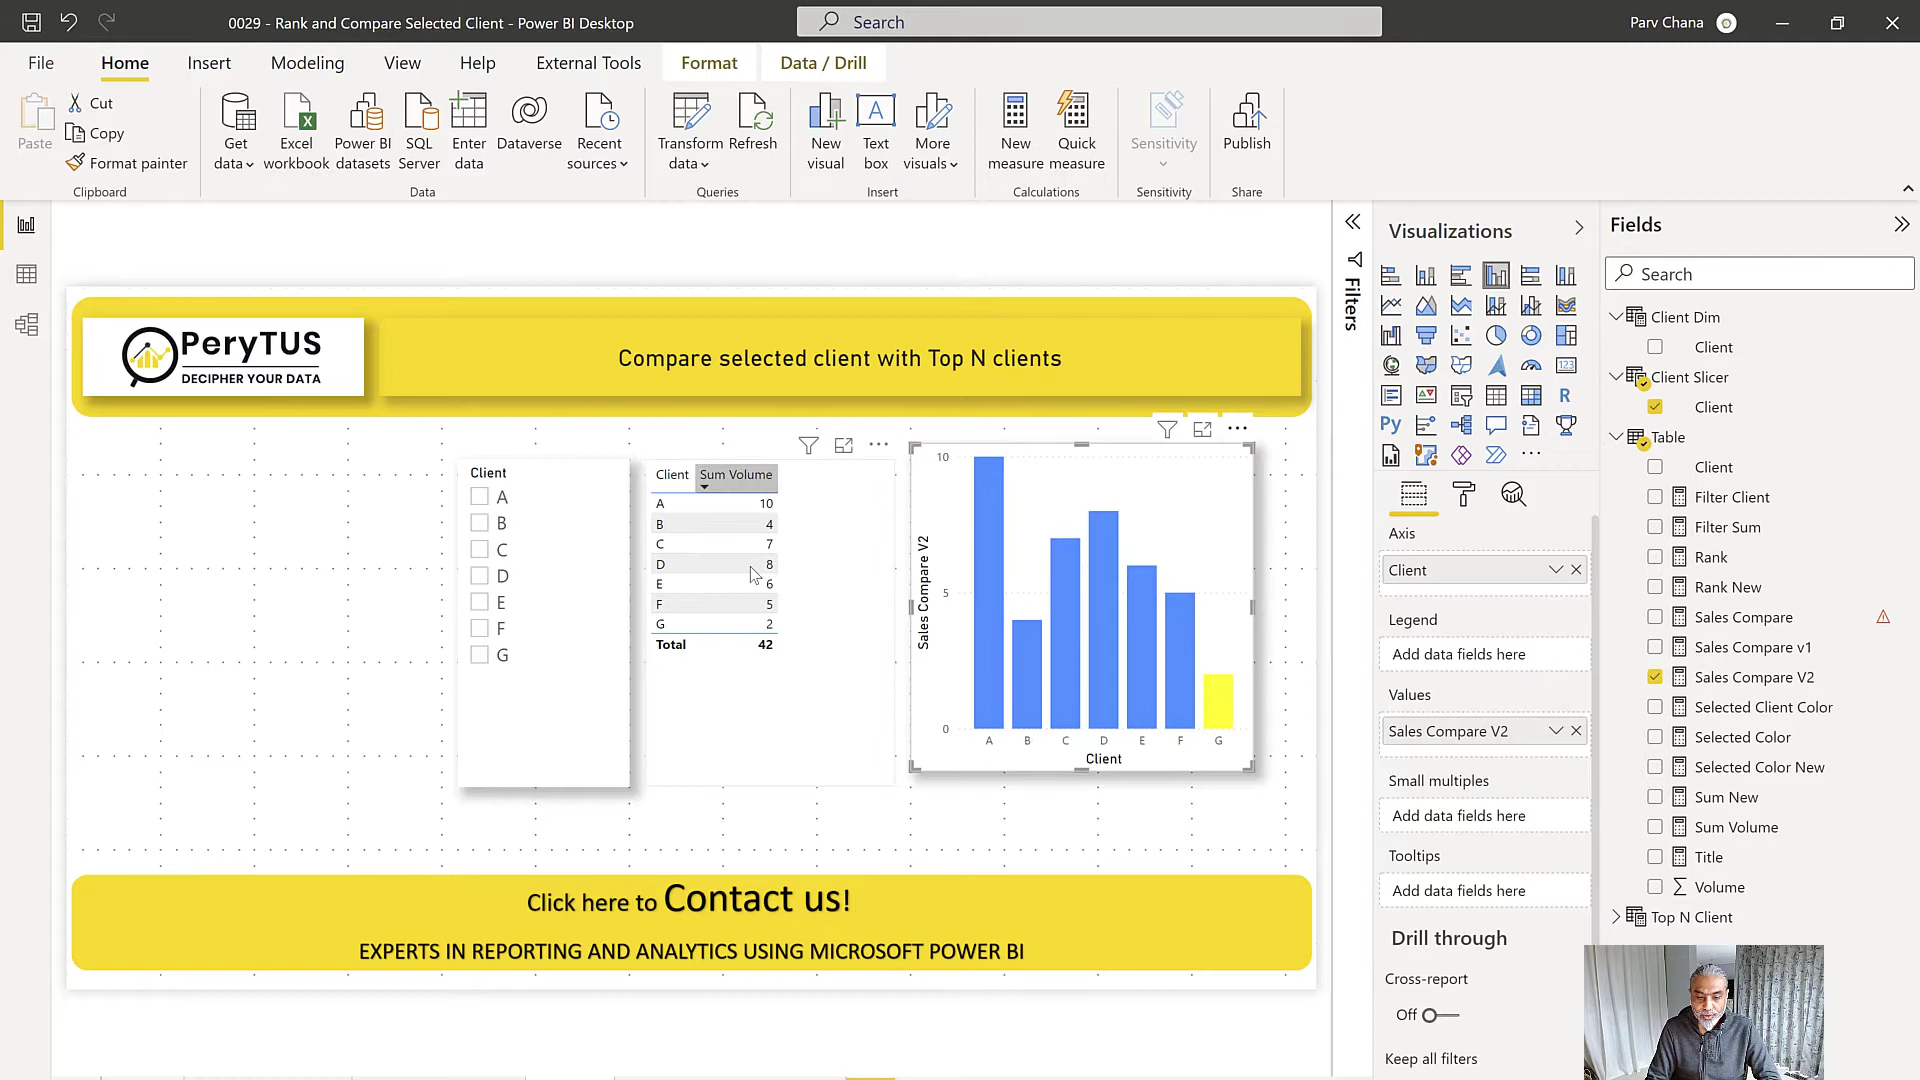 0029 - Rank and Compare Selected Client - Power BI Desktop
Search
Parv Chana
File
Home
Insert
Modeling
View
Help
External Tools
Format
Data / Drill
Paste
Cut
Copy
Format painter
Clipboard
Get data
Excel workbook
Power BI datasets
SQL Server
Enter data
Dataverse
Recent sources
Data
Transform data
Refresh
Queries
New visual
Text box
More visuals
Insert
New measure
Quick measure
Calculations
Sensitivity
Sensitivity
Publish
Share
PeryTUS
DECIPHER YOUR DATA
Compare selected client with Top N clients
Client
A
B
C
D
E
F
G
Client Sum Volume
A 10
B 4
C 7
D 8
E 6
F 5
G 2
Total 42
Sales Compare V2
10
5
0
A B C D E F G
Client
Click here to Contact us!
EXPERTS IN REPORTING AND ANALYTICS USING MICROSOFT POWER BI
Filters
Visualizations
123
R
Py
Axis
Client
Legend
Add data fields here
Values
Sales Compare V2
Small multiples
Add data fields here
Tooltips
Add data fields here
Drill through
Cross-report
Off
Keep all filters
Fields
Search
Client Dim
Client
Client Slicer
Client
Table
Client
Filter Client
Filter Sum
Rank
Rank New
Sales Compare
Sales Compare v1
Sales Compare V2
Selected Client Color
Selected Color
Selected Color New
Sum New
Sum Volume
Title
Volume
Top N Client